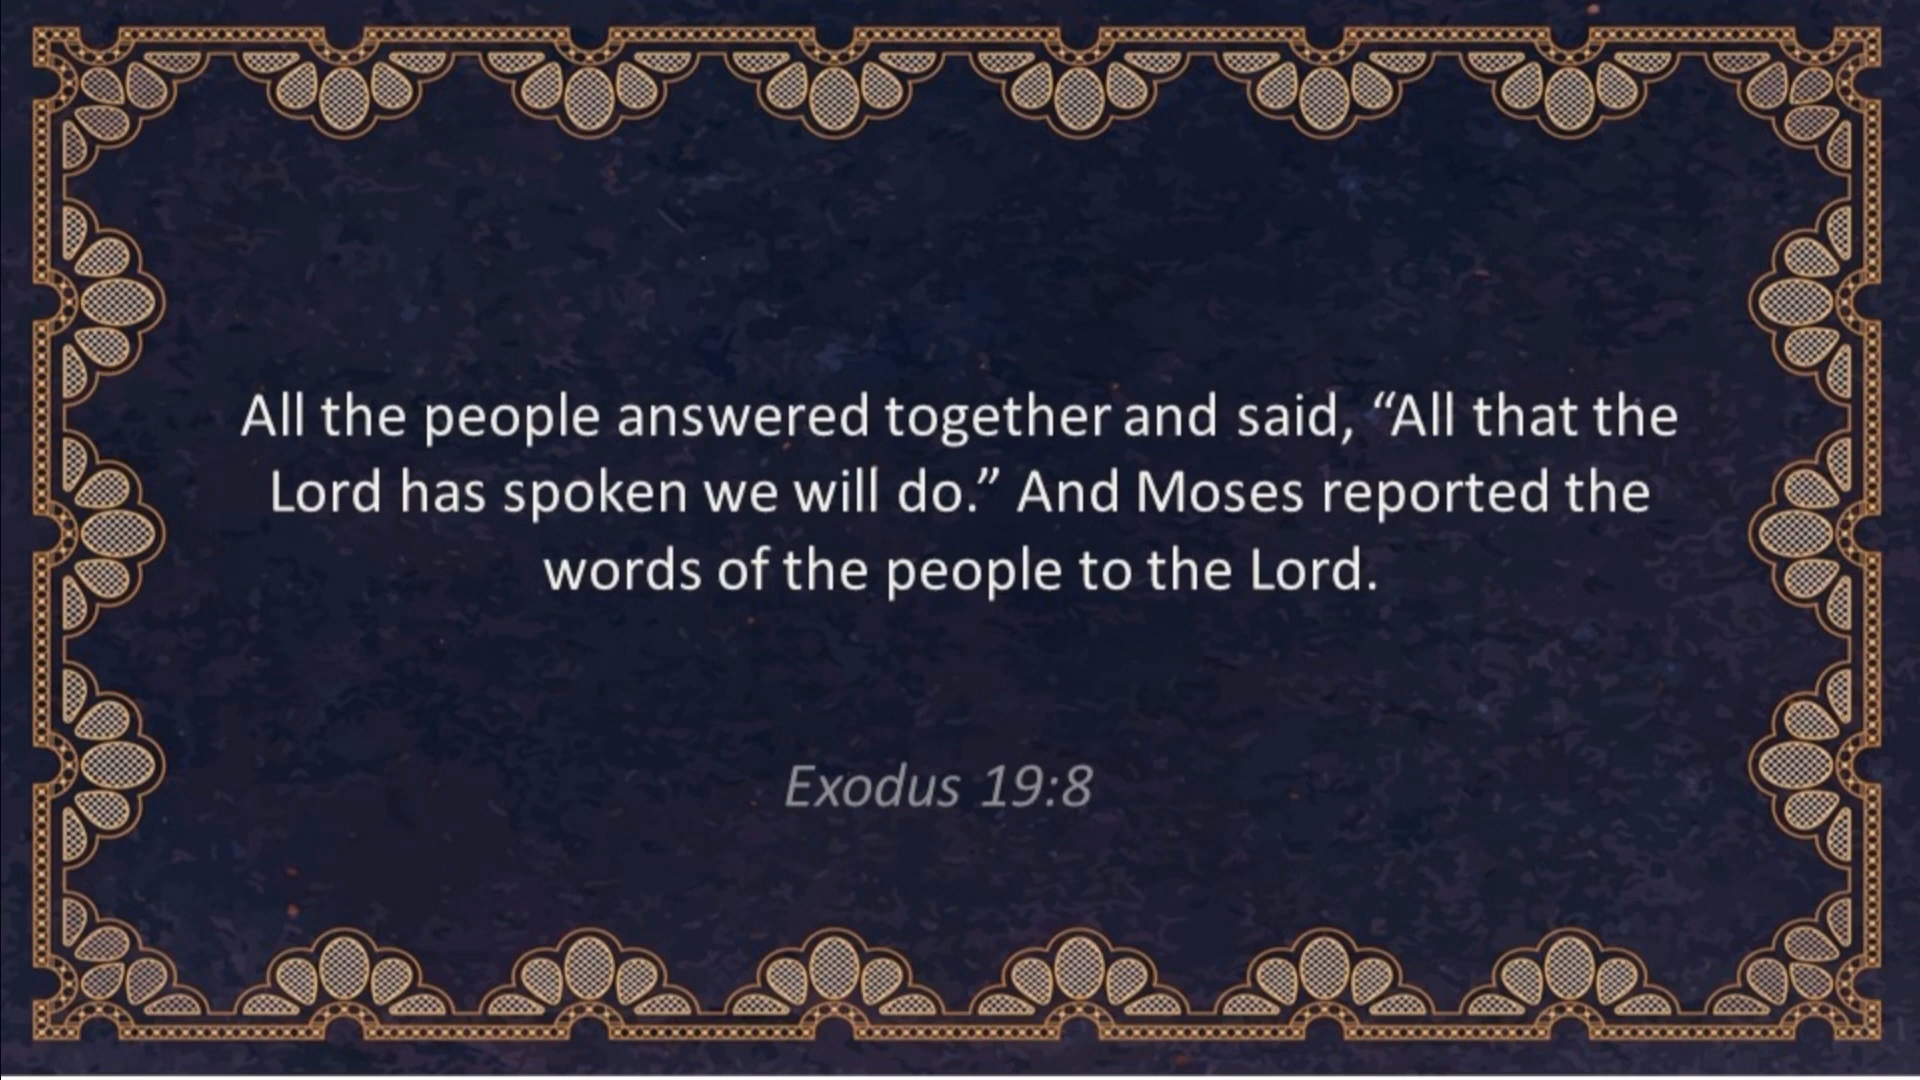 All the people answered together and said, “All that the
Lord has spoken we will do.” And Moses reported the
words of the people to the Lord.
Exodus 19:8